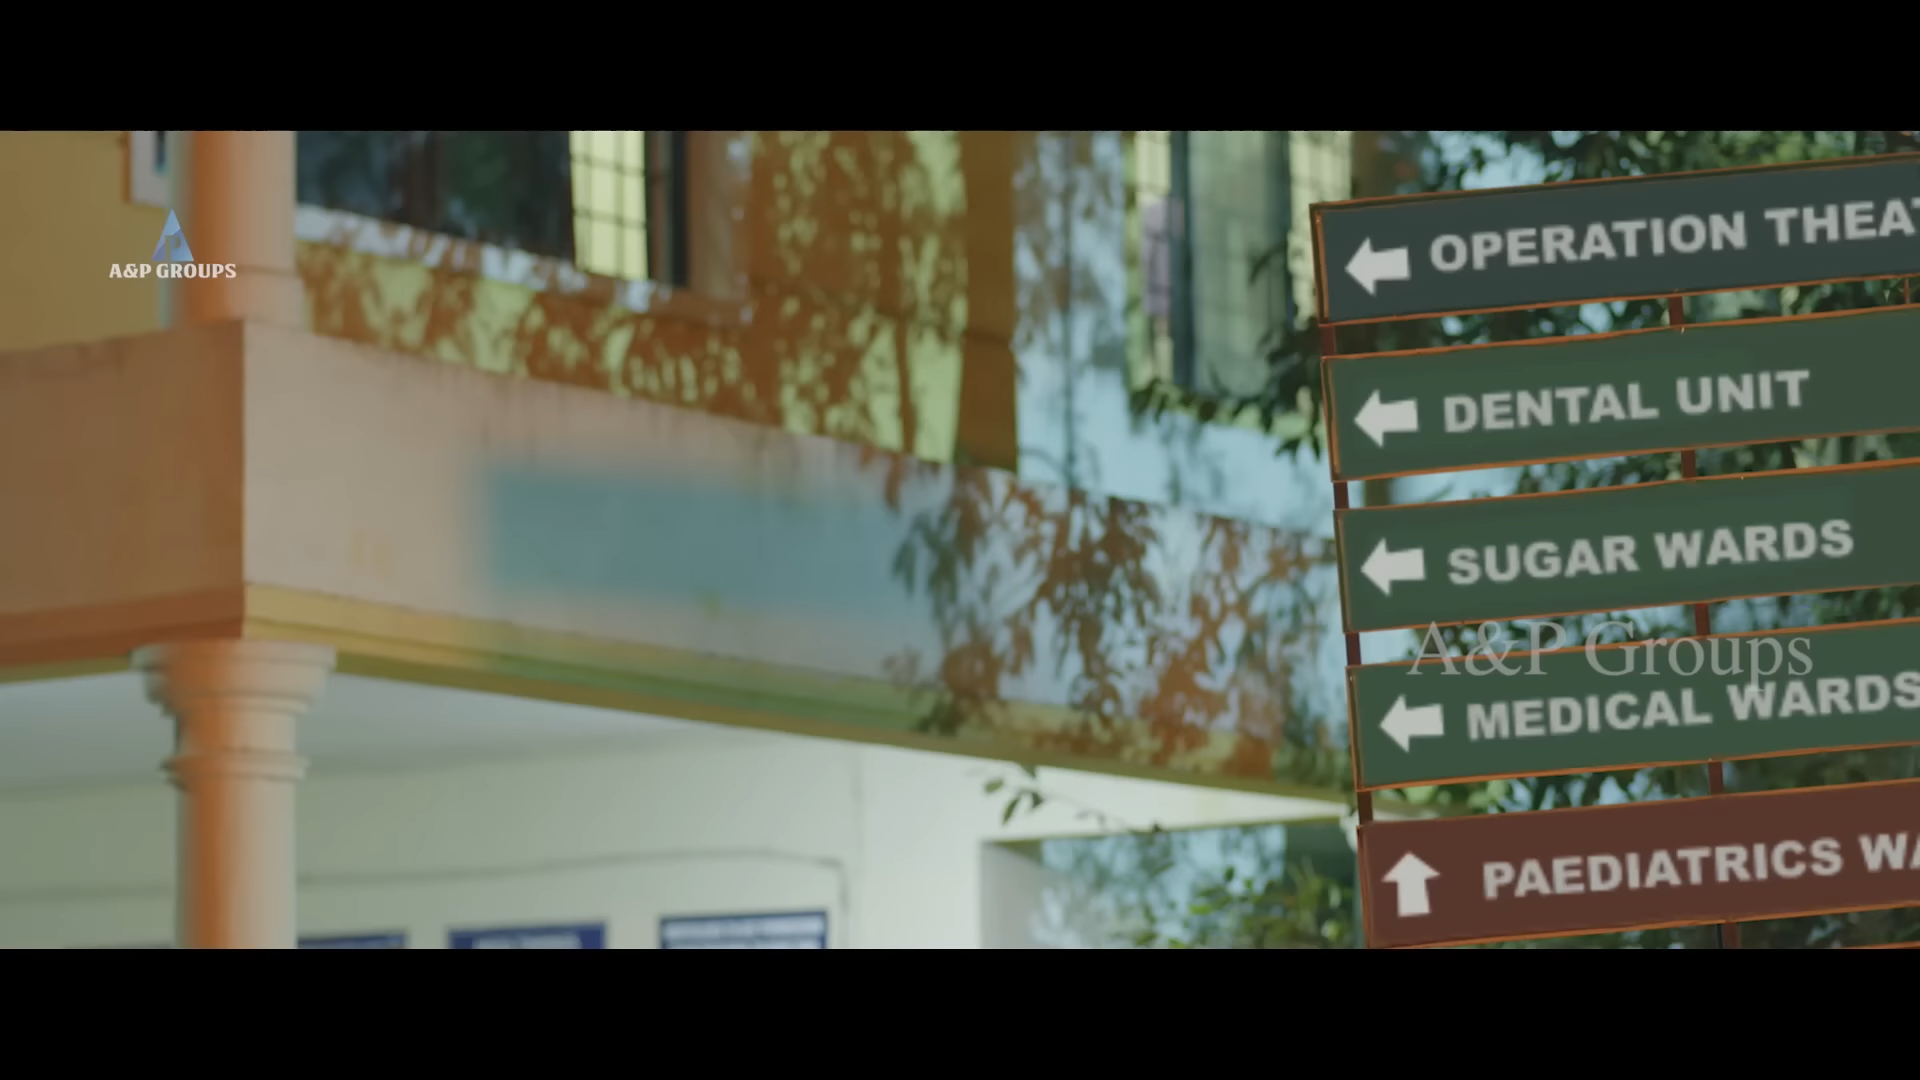 A&P GROUPS
OPERATION THEAT
DENTAL UNIT
SUGAR WARDS
A&P Groups
MEDICAL WARDS
PAEDIATRICS WA